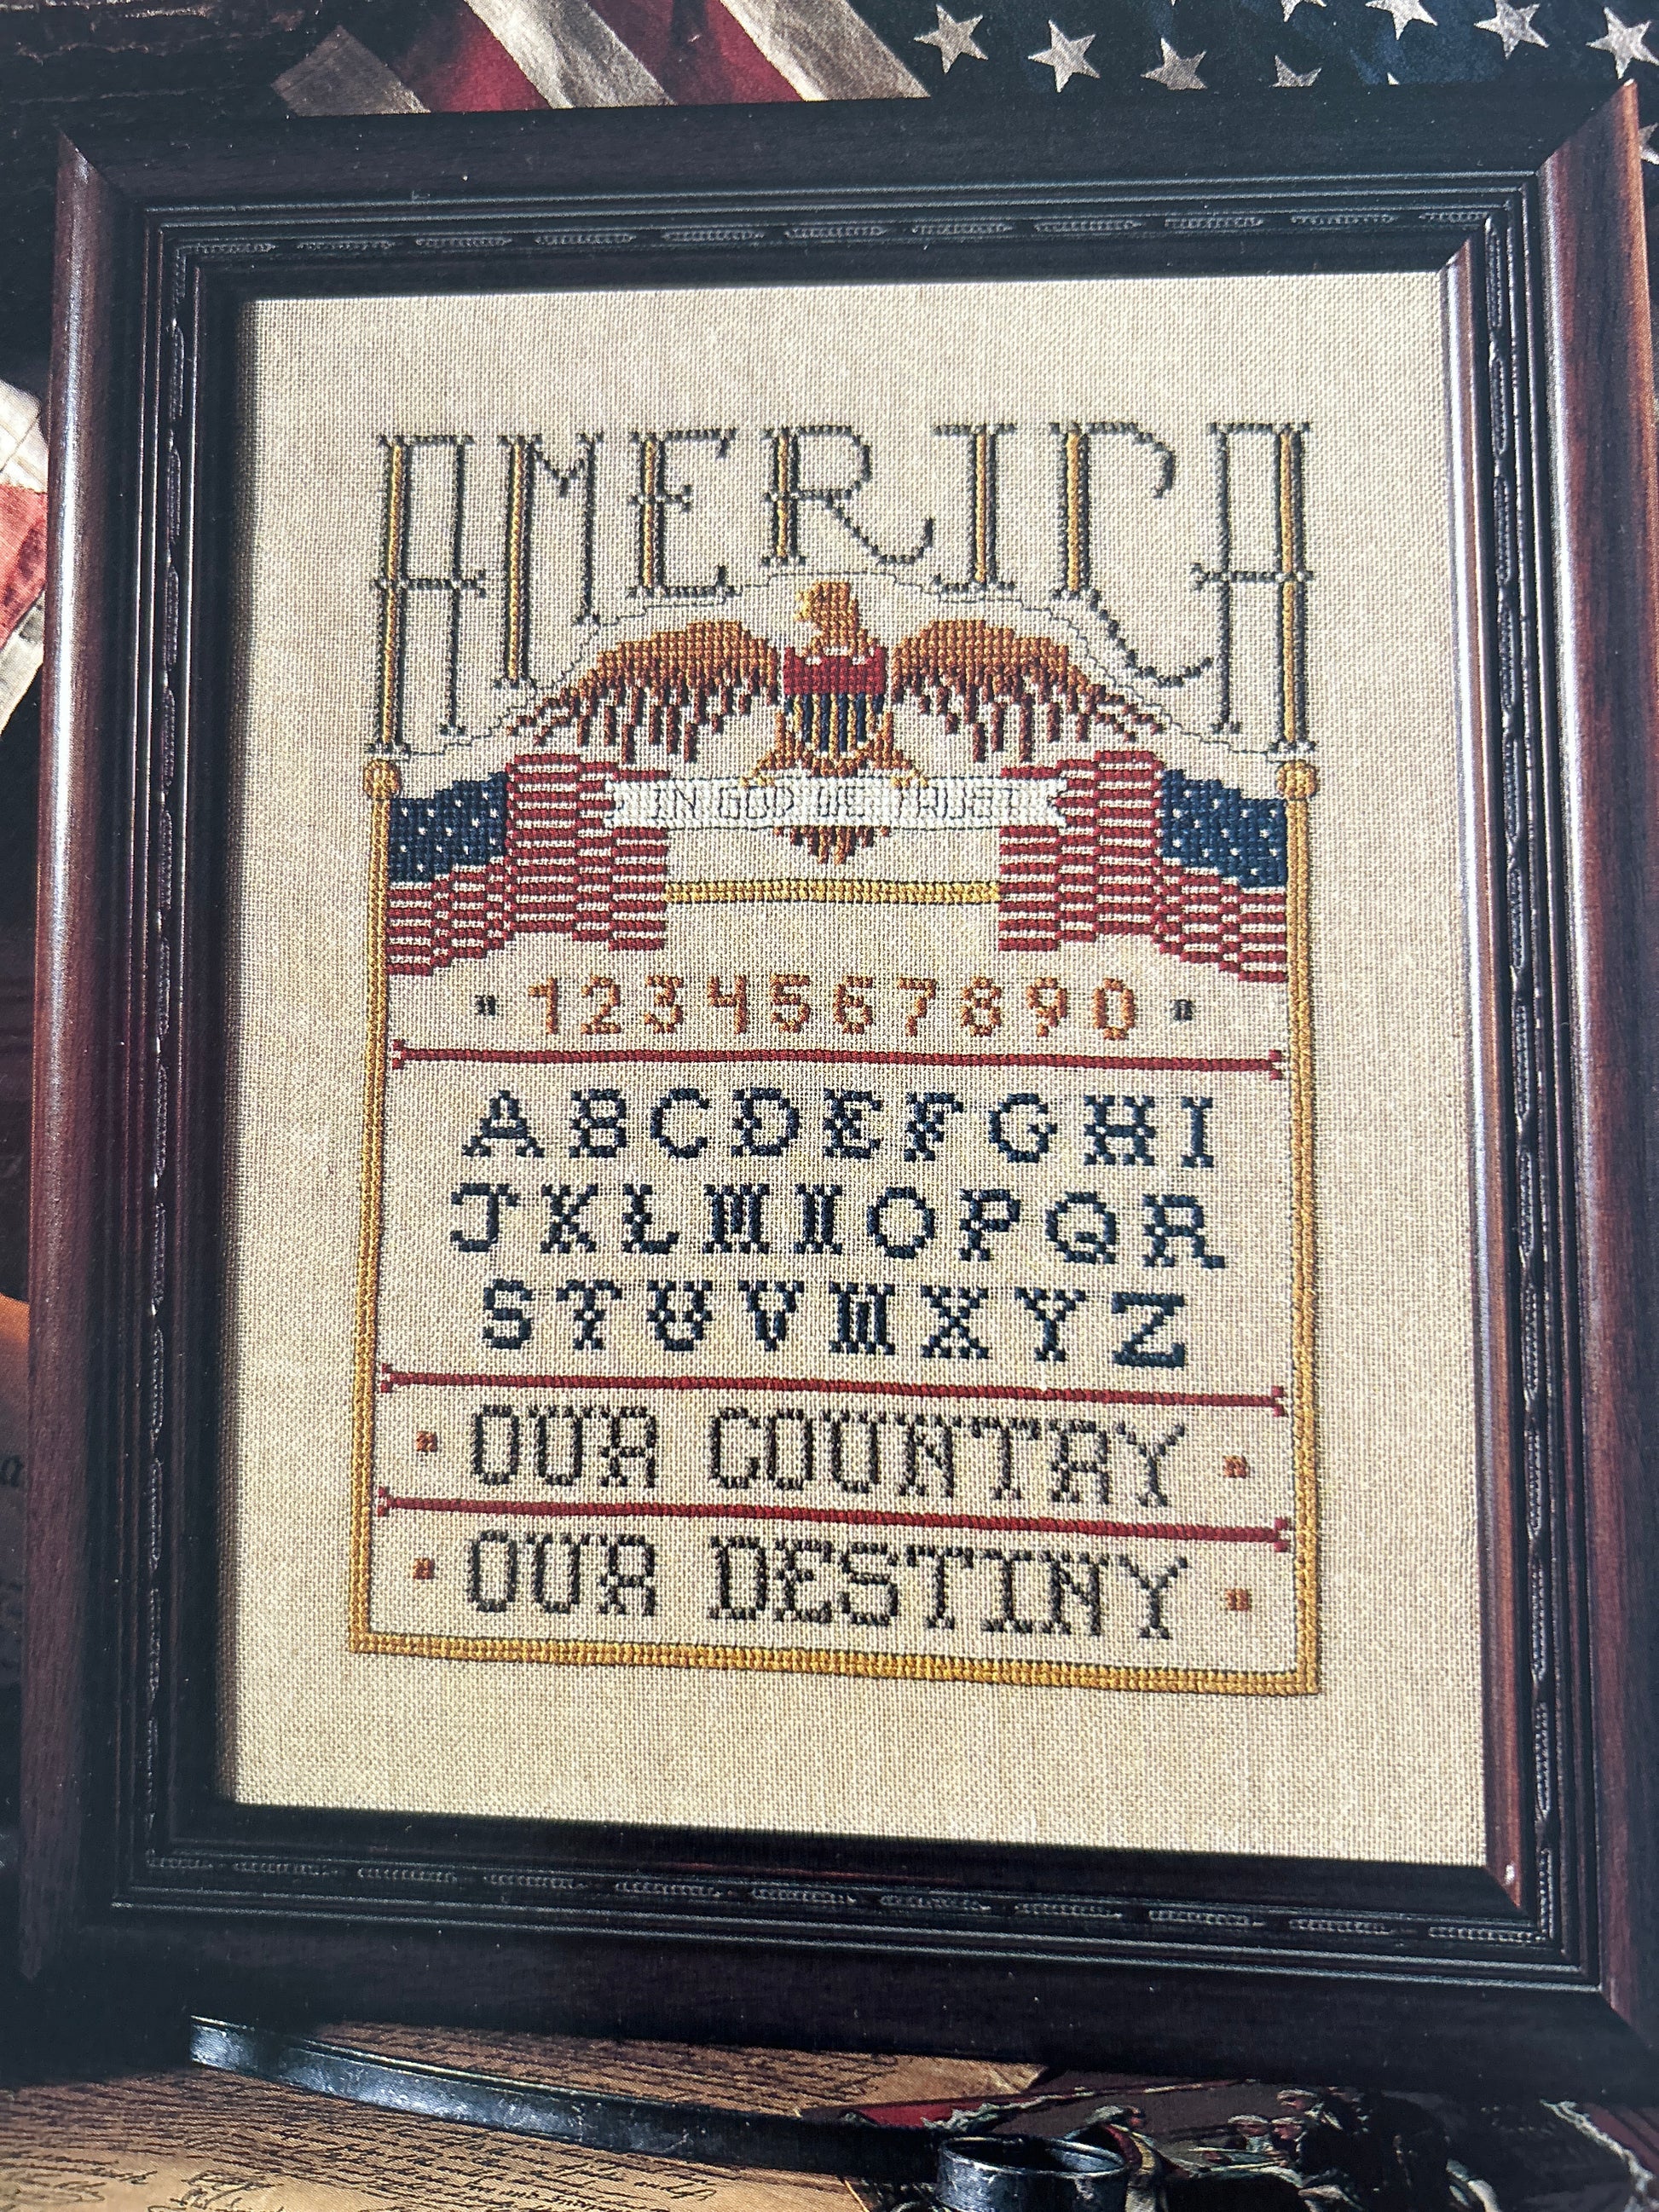 AMERICA
IN GOD WE TRUST
" 1234567890 "
ABCDEFGHI
JKLMNOPQR
STUVWXYZ
" OUR COUNTRY "
" OUR DESTINY "